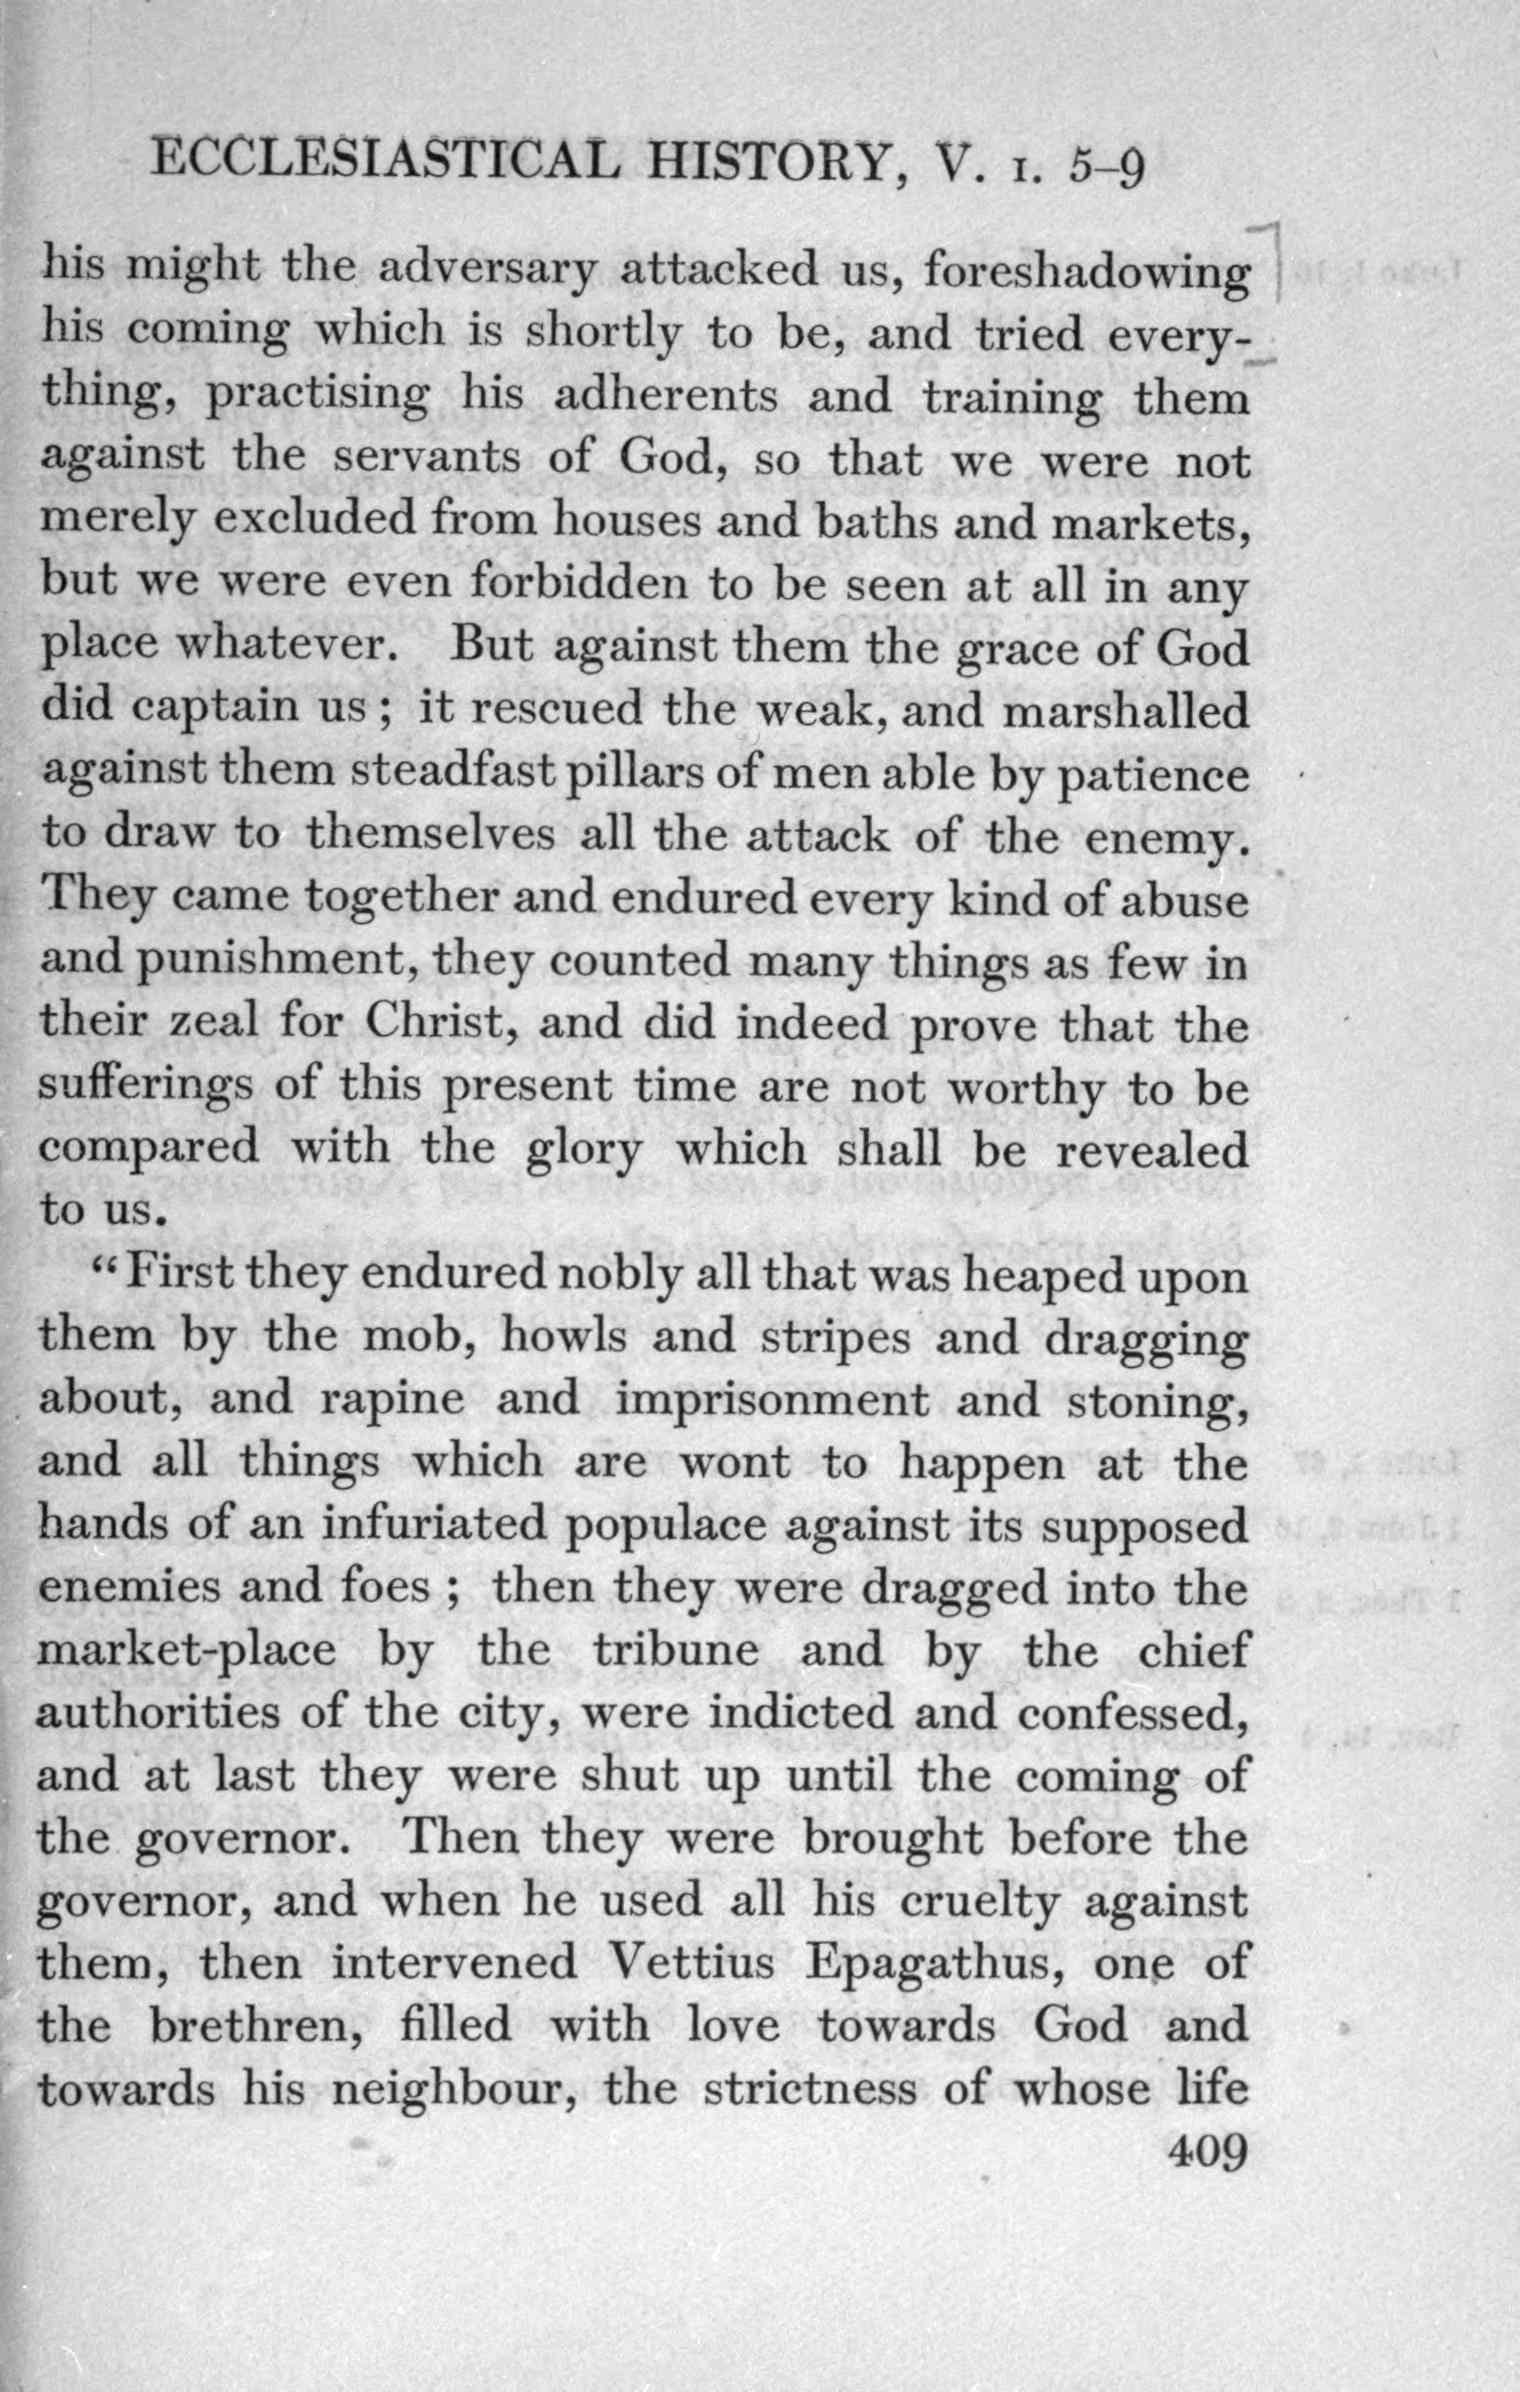 ECCLESIASTICAL HISTORY, V. I. 5–9
his might the adversary attacked us, foreshadowing
his coming which is shortly to be, and tried every-
thing, practising his adherents and training them
against the servants of God, so that we were not
merely excluded from houses and baths and markets,
but we were even forbidden to be seen at all in any
place whatever. But against them the grace of God
did captain us ; it rescued the weak, and marshalled
against them steadfast pillars of men able by patience
to draw to themselves all the attack of the enemy.
They came together and endured every kind of abuse
and punishment, they counted many things as few in
their zeal for Christ, and did indeed prove that the
sufferings of this present time are not worthy to be
compared with the glory which shall be revealed
to us.
“First they endured nobly all that was heaped upon
them by the mob, howls and stripes and dragging
about, and rapine and imprisonment and stoning,
and all things which are wont to happen at the
hands of an infuriated populace against its supposed
enemies and foes ; then they were dragged into the
market-place by the tribune and by the chief
authorities of the city, were indicted and confessed,
and at last they were shut up until the coming of
the governor. Then they were brought before the
governor, and when he used all his cruelty against
them, then intervened Vettius Epagathus, one of
the brethren, filled with love towards God and
towards his neighbour, the strictness of whose life
409